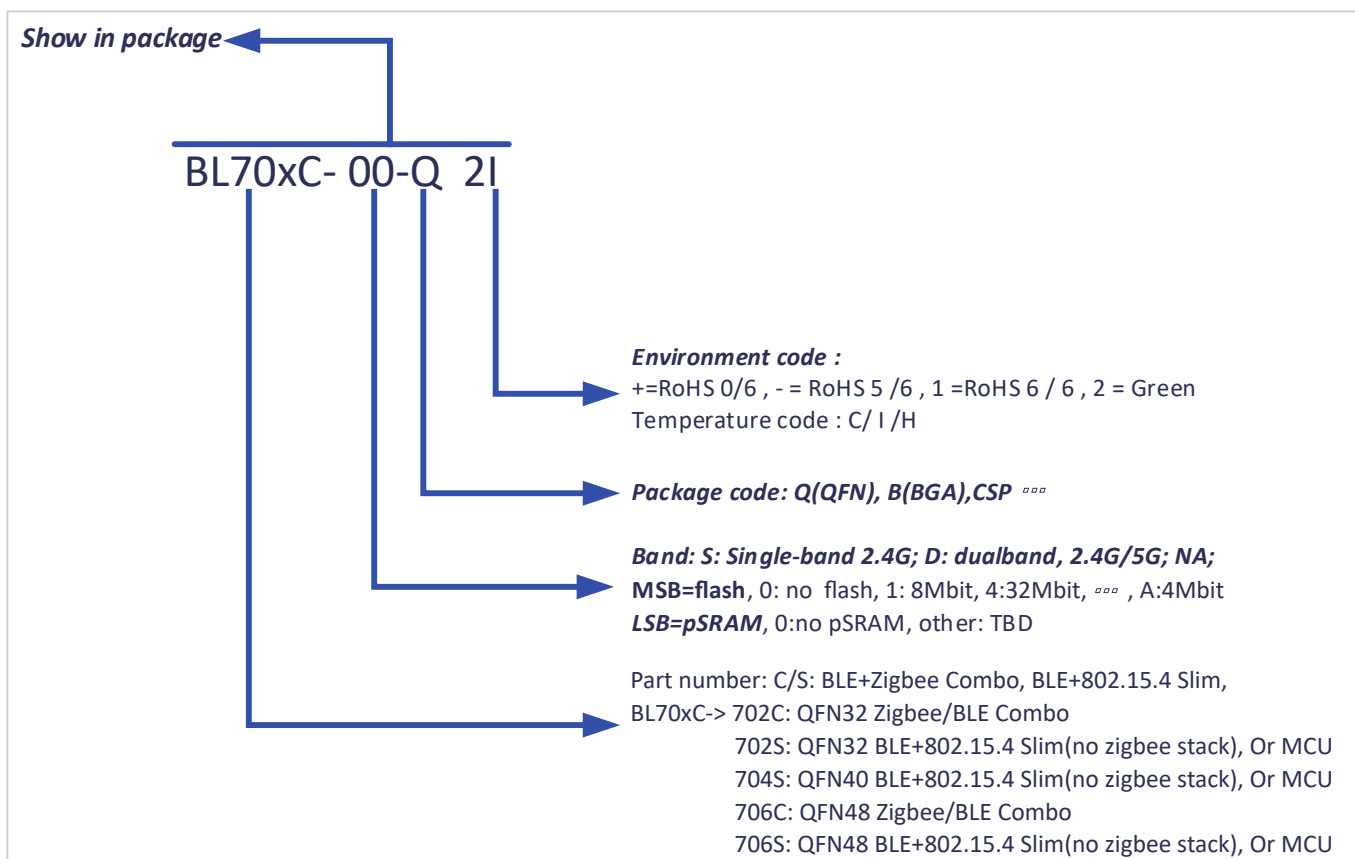 Show in package
BL70xC- 00-Q 2I
Environment code :
+=RoHS 0/6 , - = RoHS 5 /6 , 1 =RoHS 6 / 6 , 2 = Green
Temperature code : C/ I /H
Package code: Q(QFN), B(BGA),CSP ▫▫▫
Band: S: Single-band 2.4G; D: dualband, 2.4G/5G; NA;
MSB=flash, 0: no flash, 1: 8Mbit, 4:32Mbit, ▫▫▫ , A:4Mbit
LSB=pSRAM, 0:no pSRAM, other: TBD
Part number: C/S: BLE+Zigbee Combo, BLE+802.15.4 Slim,
BL70xC-> 702C: QFN32 Zigbee/BLE Combo
702S: QFN32 BLE+802.15.4 Slim(no zigbee stack), Or MCU
704S: QFN40 BLE+802.15.4 Slim(no zigbee stack), Or MCU
706C: QFN48 Zigbee/BLE Combo
706S: QFN48 BLE+802.15.4 Slim(no zigbee stack), Or MCU